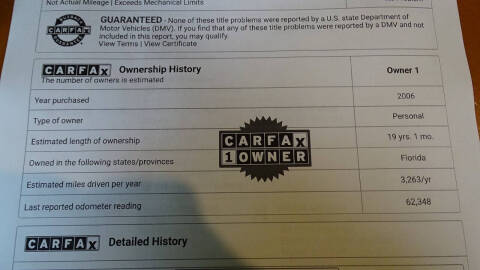 Not Actual Mileage | Exceeds Mechanical Limits
GUARANTEED - None of these title problems were reported by a U.S. state Department of
Motor Vehicles (DMV). If you find that any of these title problems were reported by a DMV and not
included in this report, you may qualify.
View Terms | View Certificate
CARFAX Ownership History
The number of owners is estimated
Owner 1
Year purchased 2006
Type of owner Personal
Estimated length of ownership 19 yrs. 1 mo.
CARFAX
1 OWNER
Owned in the following states/provinces Florida
Estimated miles driven per year 3,263/yr
Last reported odometer reading 62,348
CARFAX Detailed History